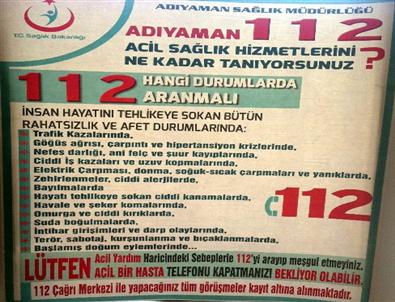 T.C. Sağlık Bakanlığı
ADIYAMAN SAĞLIK MÜDÜRLÜĞÜ
ADIYAMAN 112
ACİL SAĞLIK HİZMETLERİNİ
NE KADAR TANIYORSUNUZ ?
112 HANGİ DURUMLARDA
ARANMALI
İNSAN HAYATINI TEHLİKEYE SOKAN BÜTÜN
RAHATSIZLIK VE AFET DURUMLARINDA:
Trafik Kazalarında,
Göğüs ağrısı, çarpıntı ve hipertansiyon krizlerinde,
Nefes darlığı, ani felç ve şuur kayıplarında,
Ciddi İş kazaları ve uzuv kopmalarında,
Elektrik Çarpması, donma, soğuk-sıcak çarpmaları ve yanıklarda,
Zehirlenmeler, ciddi alerjilerde,
Bayılmalarda
Hayatı tehlikeye sokan ciddi kanamalarda,
Havale ve şeker komalarında,
Omurga ve ciddi kırıklarda,
Suda boğulmalarda,
İntihar girişimleri ve darp olaylarında,
Terör, sabotaj, kurşunlanma ve bıçaklanmalarda,
Başlamış doğum eylemlerinde...
112
LÜTFEN Acil Yardım Haricindeki Sebeplerle 112'yi arayıp meşgul etmeyiniz,
ACİL BİR HASTA TELEFONU KAPATMANIZI BEKLİYOR OLABİLİR.
112 Çağrı Merkezi ile yapacağınız tüm görüşmeler kayıt altına alınmaktadır.